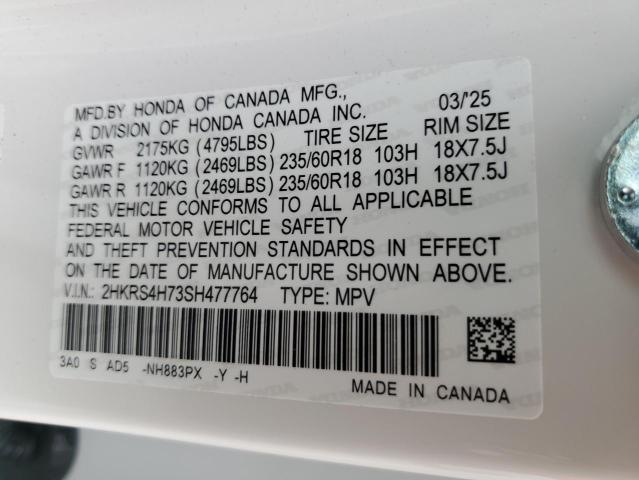 MFD.BY HONDA OF CANADA MFG., 03/'25
A DIVISION OF HONDA CANADA INC.
GVWR 2175KG (4795LBS) TIRE SIZE RIM SIZE
GAWR F 1120KG (2469LBS) 235/60R18 103H 18X7.5J
GAWR R 1120KG (2469LBS) 235/60R18 103H 18X7.5J
THIS VEHICLE CONFORMS TO ALL APPLICABLE
FEDERAL MOTOR VEHICLE SAFETY
AND THEFT PREVENTION STANDARDS IN EFFECT
ON THE DATE OF MANUFACTURE SHOWN ABOVE.
V.I.N.: 2HKRS4H73SH477764 TYPE: MPV
3A0 S AD5 -NH883PX -Y -H
MADE IN CANADA